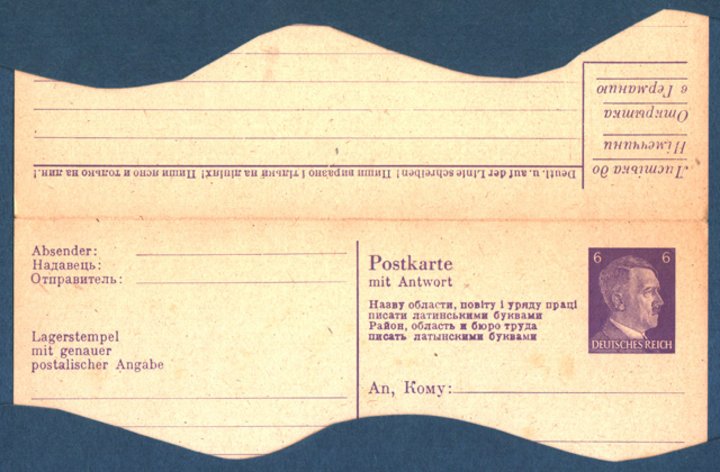 Листівка до
Німеччини
Открытка
в Германию
Deutl. u. auf der Linie schreiben! Пиши виразно і тільки на лініях! Пиши ясно и только на лин.!
Absender:
Надавець:
Отправитель:
Lagerstempel
mit genauer
postalischer Angabe
Postkarte
mit Antwort
Назву области, повіту і уряду праці
писати латинськими буквами
Район, область и бюро труда
писать латынскими буквами
An, Кому:
6 6
DEUTSCHES REICH